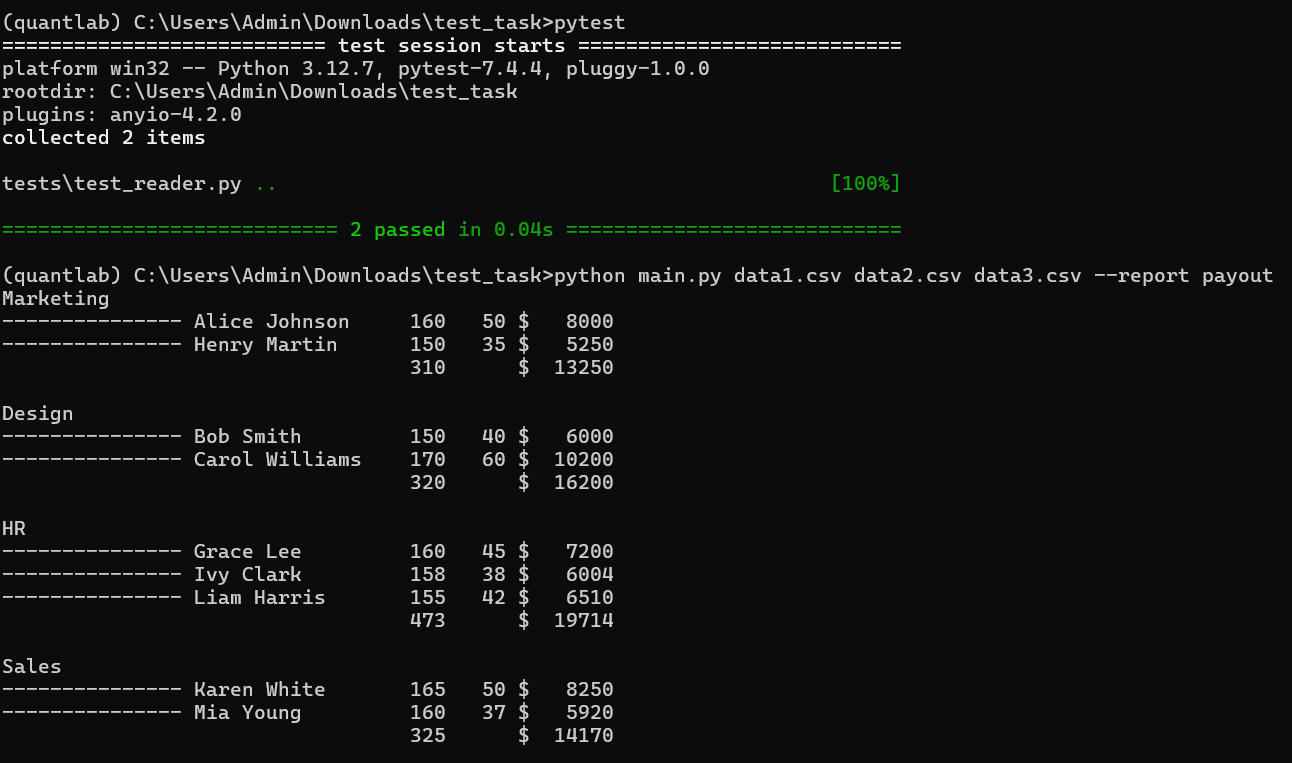 (quantlab) C:\Users\Admin\Downloads\test_task>pytest
=========================== test session starts ===========================
platform win32 -- Python 3.12.7, pytest-7.4.4, pluggy-1.0.0
rootdir: C:\Users\Admin\Downloads\test_task
plugins: anyio-4.2.0
collected 2 items
tests\test_reader.py .. [100%]
============================ 2 passed in 0.04s ============================
(quantlab) C:\Users\Admin\Downloads\test_task>python main.py data1.csv data2.csv data3.csv --report payout
Marketing
--------------- Alice Johnson     160   50 $   8000
--------------- Henry Martin      150   35 $   5250
                                  310      $  13250
Design
--------------- Bob Smith         150   40 $   6000
--------------- Carol Williams    170   60 $  10200
                                  320      $  16200
HR
--------------- Grace Lee         160   45 $   7200
--------------- Ivy Clark         158   38 $   6004
--------------- Liam Harris       155   42 $   6510
                                  473      $  19714
Sales
--------------- Karen White       165   50 $   8250
--------------- Mia Young         160   37 $   5920
                                  325      $  14170